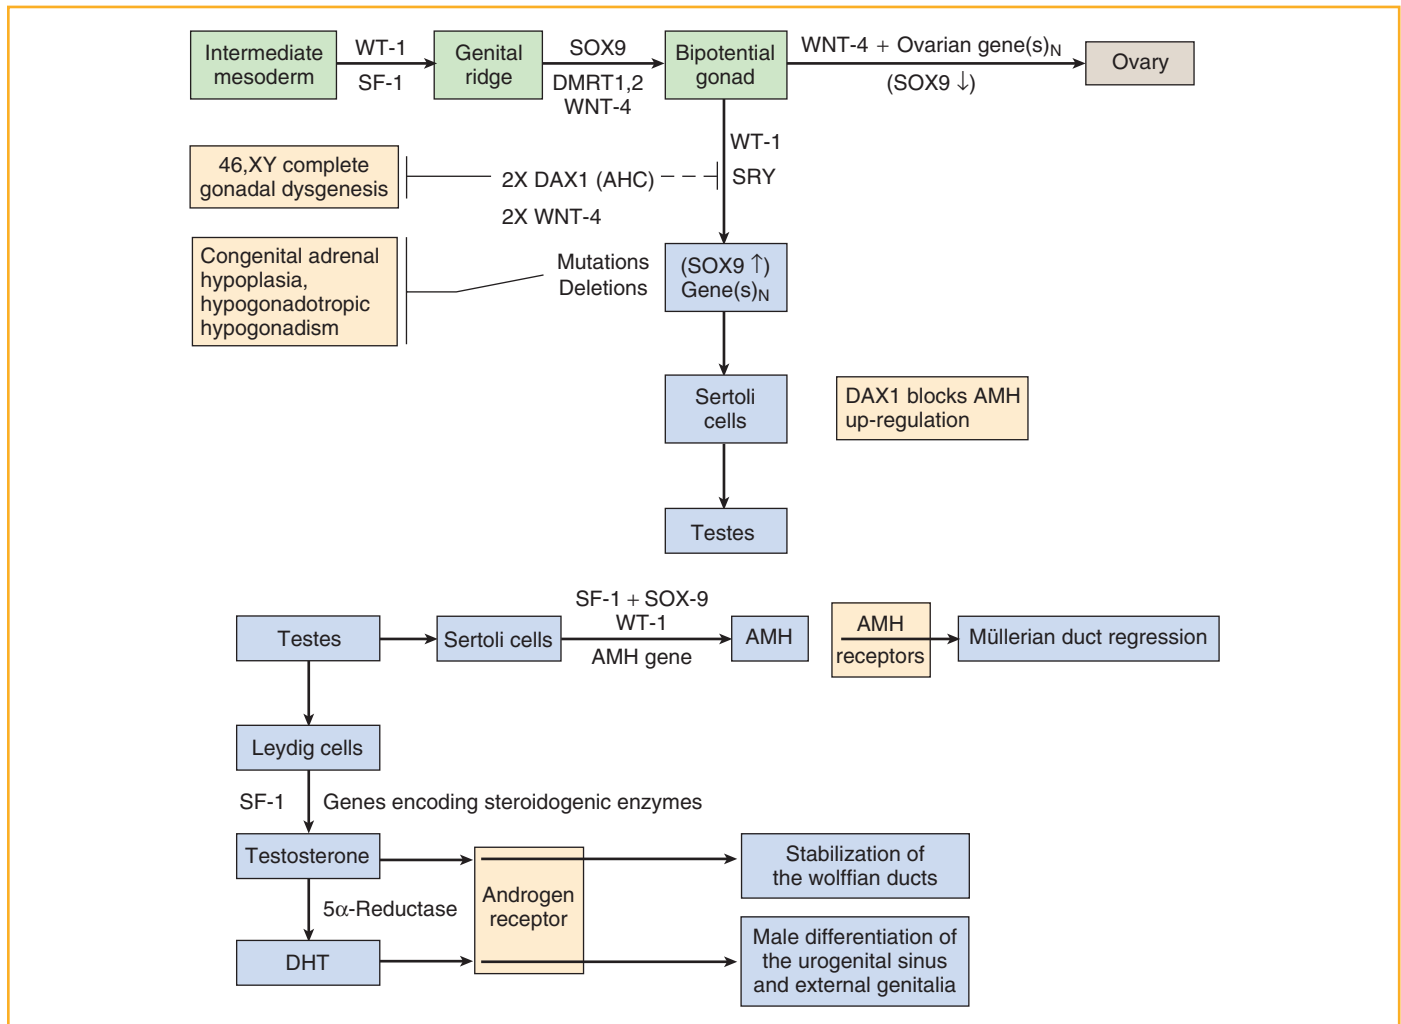 Intermediate
mesoderm
WT-1
SF-1
Genital
ridge
SOX9
DMRT1,2
WNT-4
Bipotential
gonad
WNT-4 + Ovarian gene(s)N
(SOX9 ↓)
Ovary
WT-1
SRY
46,XY complete
gonadal dysgenesis
2X DAX1 (AHC)
2X WNT-4
Congenital adrenal
hypoplasia,
hypogonadotropic
hypogonadism
Mutations
Deletions
(SOX9 ↑)
Gene(s)N
Sertoli
cells
DAX1 blocks AMH
up-regulation
Testes
Testes
Sertoli cells
SF-1 + SOX-9
WT-1
AMH gene
AMH
AMH
receptors
Müllerian duct regression
Leydig cells
SF-1
Genes encoding steroidogenic enzymes
Testosterone
5α-Reductase
DHT
Androgen
receptor
Stabilization of
the wolffian ducts
Male differentiation of
the urogenital sinus
and external genitalia